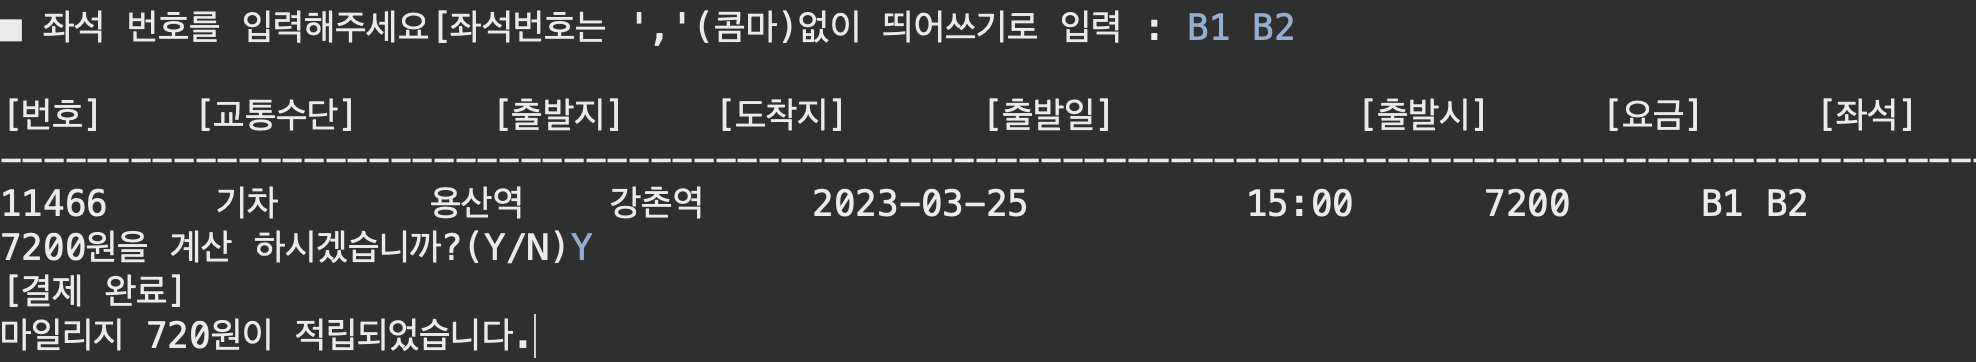 ■ 좌석 번호를 입력해주세요[좌석번호는 ','(콤마)없이 띄어쓰기로 입력 : B1 B2
[번호] [교통수단] [출발지] [도착지] [출발일] [출발시] [요금] [좌석]
------------------------------------------------------------------------------------------
11466 기차 용산역 강촌역 2023-03-25 15:00 7200 B1 B2
7200원을 계산 하시겠습니까?(Y/N)Y
[결제 완료]
마일리지 720원이 적립되었습니다.